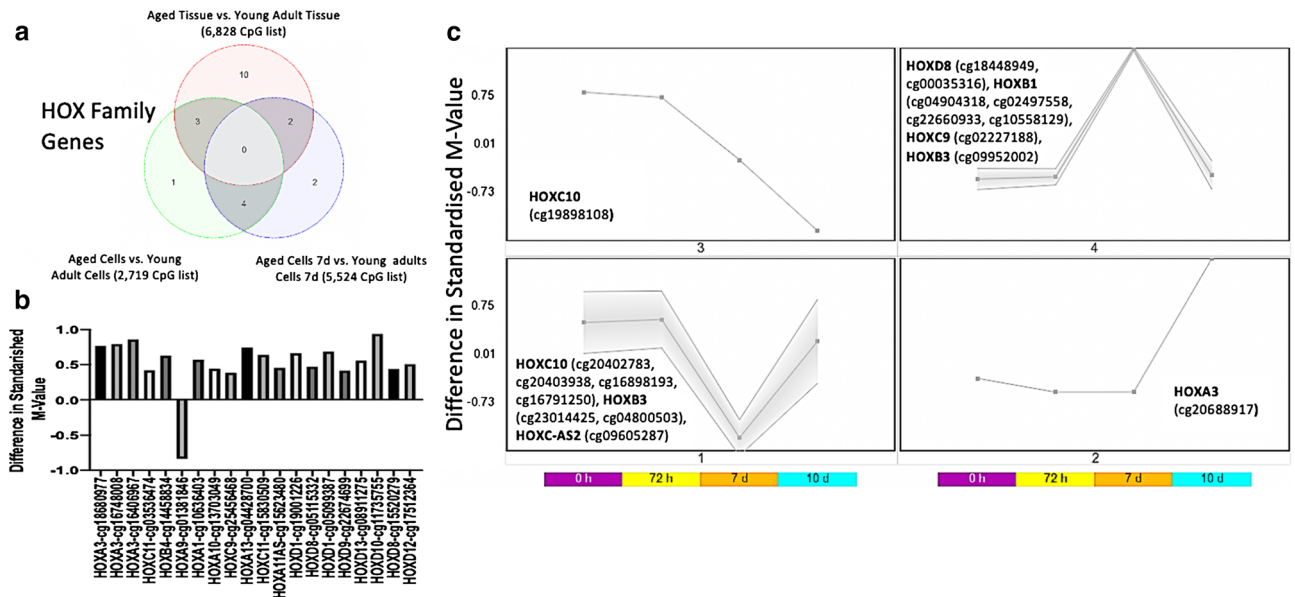 a
Aged Tissue vs. Young Adult Tissue
(6,828 CpG list)
HOX Family
Genes
10
3
2
0
1
2
4
Aged Cells vs. Young
Adult Cells (2,719 CpG list)
Aged Cells 7d vs. Young adults
Cells 7d (5,524 CpG list)
b
Difference in Standarished
M-Value
1.0
0.5
0.0
-0.5
-1.0
HOXA3-cg18680977
HOXA3-cg16748008
HOXA3-cg16406967
HOXC11-cg03536474
HOXB4-cg14458834
HOXA9-cg01381846
HOXA1-cg10636403
HOXA10-cg13703049
HOXC9-cg25456468
HOXA13-cg04428700
HOXC11-cg15830509
HOXA11AS-cg15623480
HOXD1-cg19001226
HOXD8-cg05115332
HOXD1-cg05099387
HOXD9-cg22674699
HOXD13-cg08911275
HOXD10-cg11735755
HOXD8-cg15520279
HOXD12-cg17512364
c
Difference in Standardised M-Value
0.75
0.01
-0.73
HOXC10
(cg19898108)
3
HOXD8 (cg18448949,
cg00035316), HOXB1
(cg04904318, cg02497558,
cg22660933, cg10558129),
HOXC9 (cg02227188),
HOXB3 (cg09952002)
4
0.75
0.01
-0.73
HOXC10 (cg20402783,
cg20403938, cg16898193,
cg16791250), HOXB3
(cg23014425, cg04800503),
HOXC-AS2 (cg09605287)
1
HOXA3
(cg20688917)
2
0 h 72 h 7 d 10 d
0 h 72 h 7 d 10 d